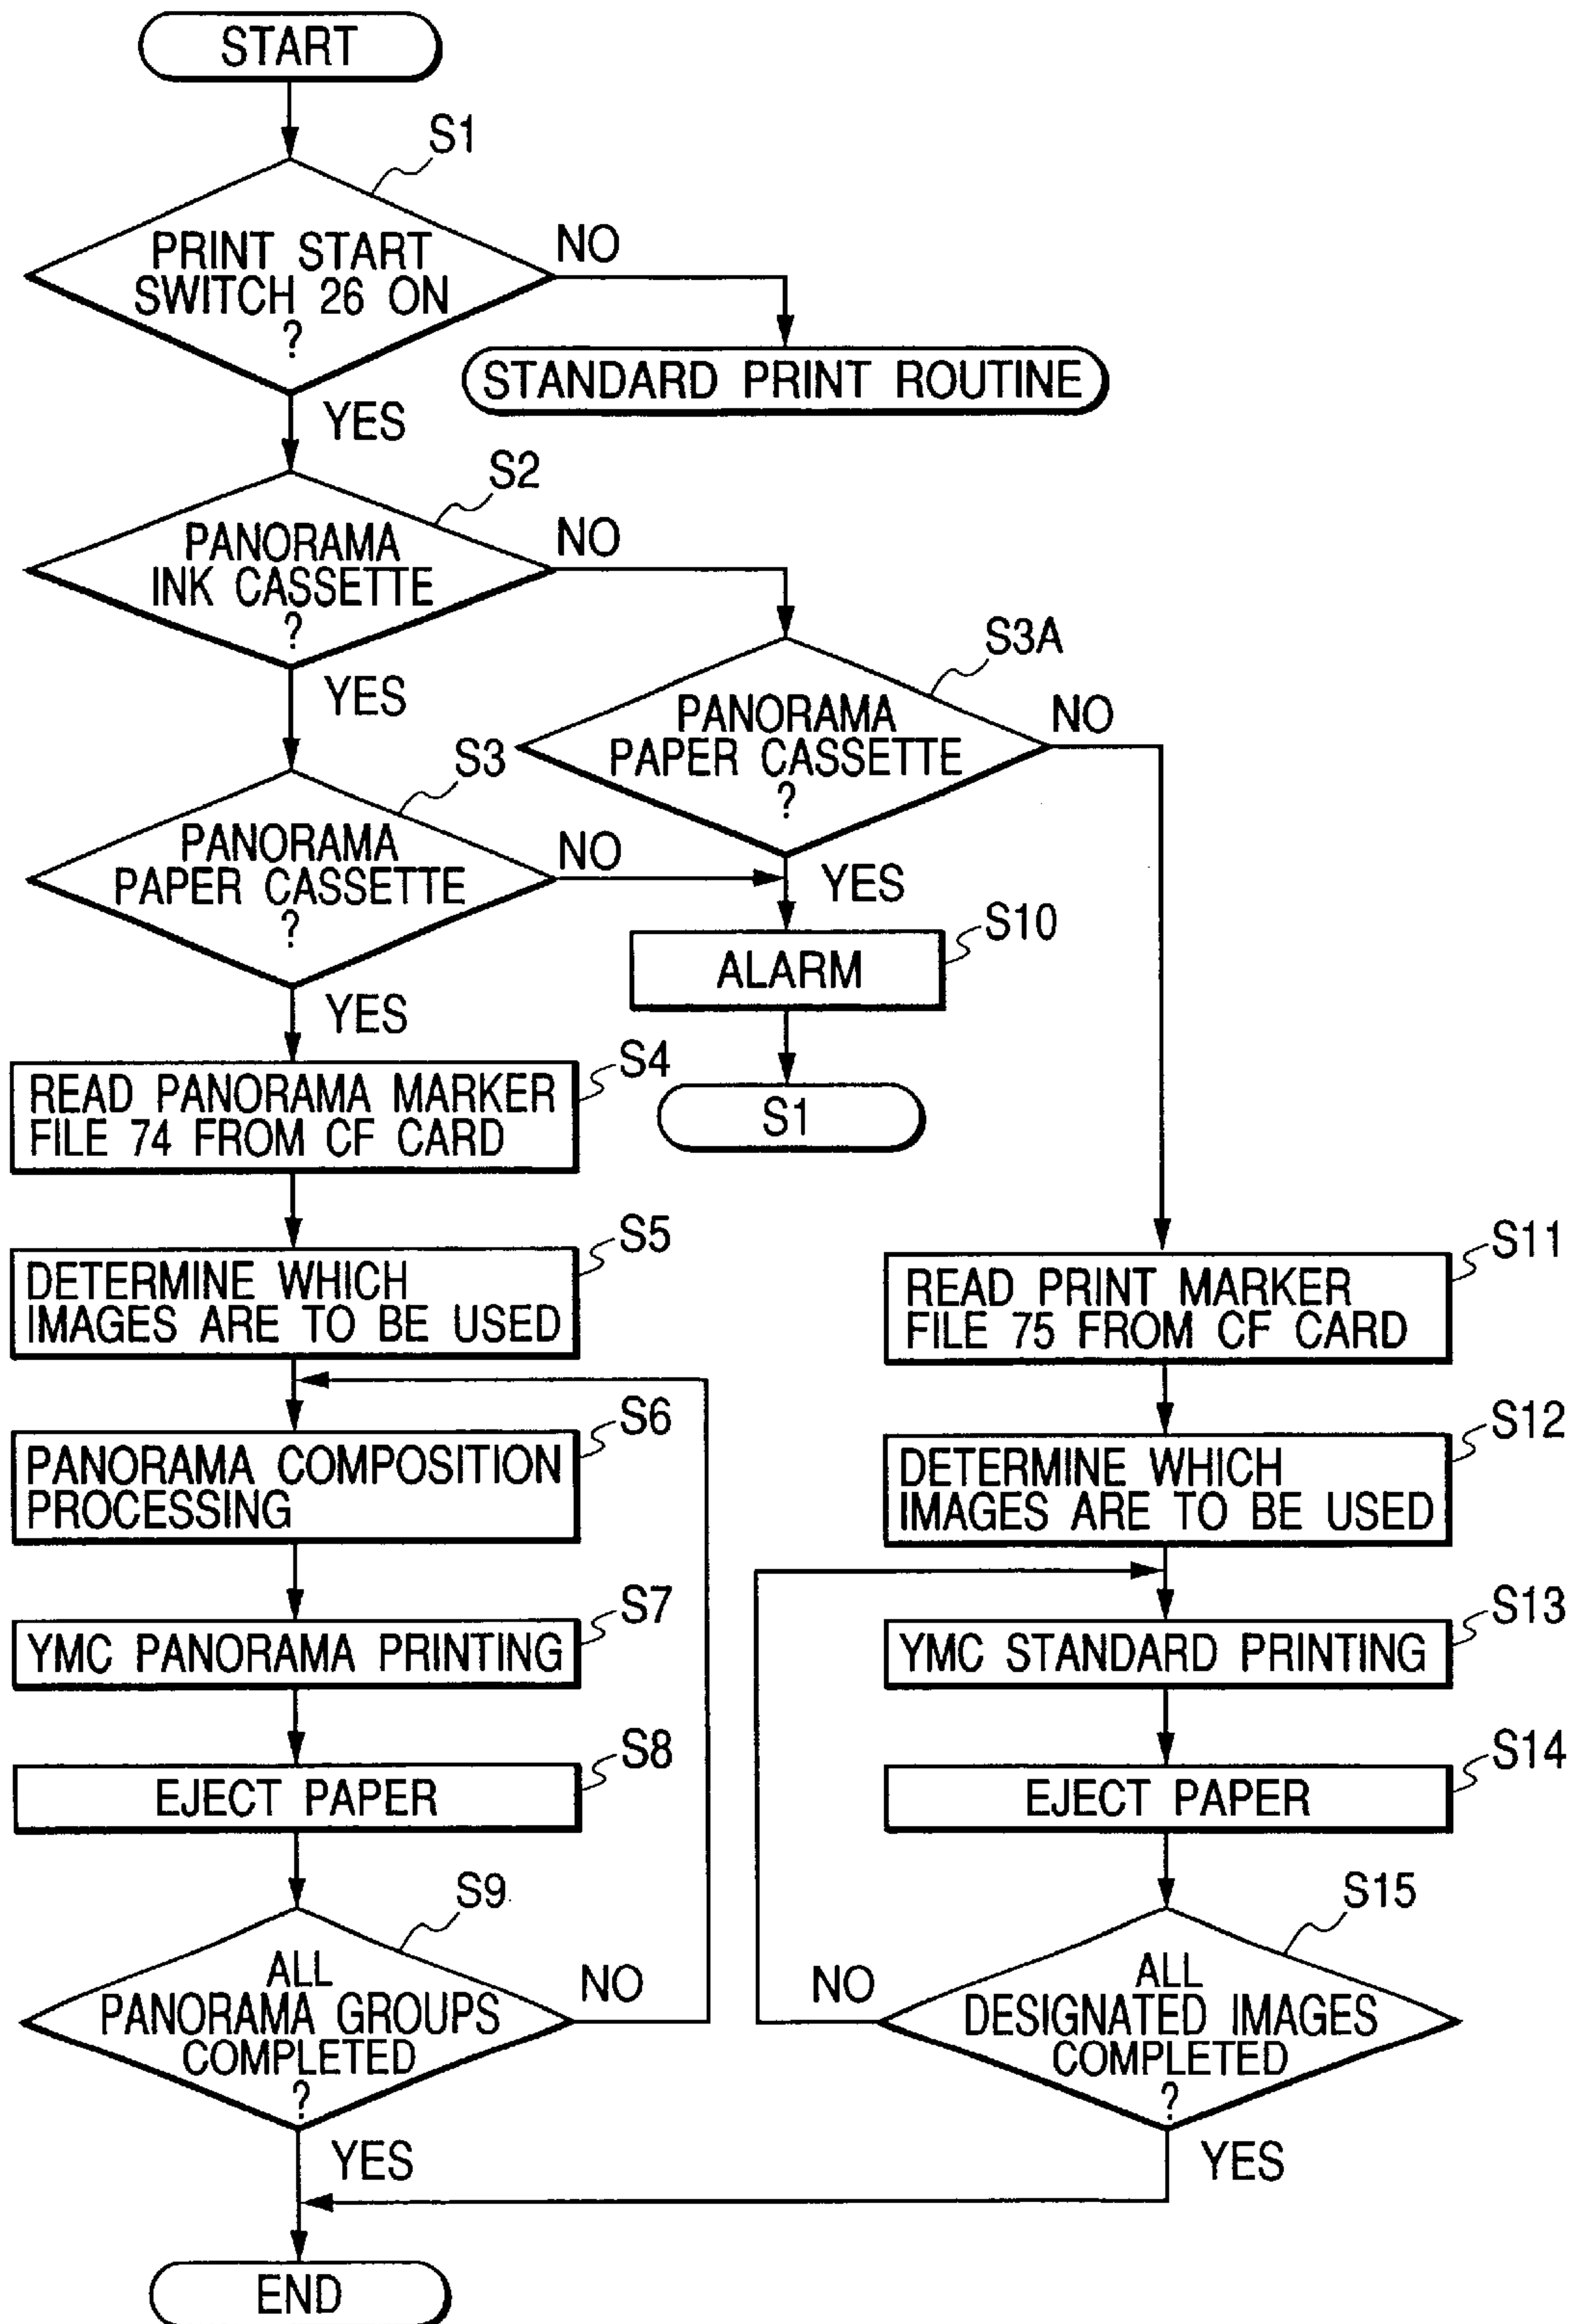 START
S1
PRINT START
SWITCH 26 ON
?
NO
STANDARD PRINT ROUTINE
YES
S2
PANORAMA
INK CASSETTE
?
NO
YES
S3A
PANORAMA
PAPER CASSETTE
?
NO
YES
S3
PANORAMA
PAPER CASSETTE
?
NO
YES
S10
ALARM
S1
S4
READ PANORAMA MARKER
FILE 74 FROM CF CARD
S5
DETERMINE WHICH
IMAGES ARE TO BE USED
S6
PANORAMA COMPOSITION
PROCESSING
S7
YMC PANORAMA PRINTING
S8
EJECT PAPER
S9
ALL
PANORAMA GROUPS
COMPLETED
?
NO
YES
S11
READ PRINT MARKER
FILE 75 FROM CF CARD
S12
DETERMINE WHICH
IMAGES ARE TO BE USED
S13
YMC STANDARD PRINTING
S14
EJECT PAPER
S15
ALL
DESIGNATED IMAGES
COMPLETED
?
NO
YES
END